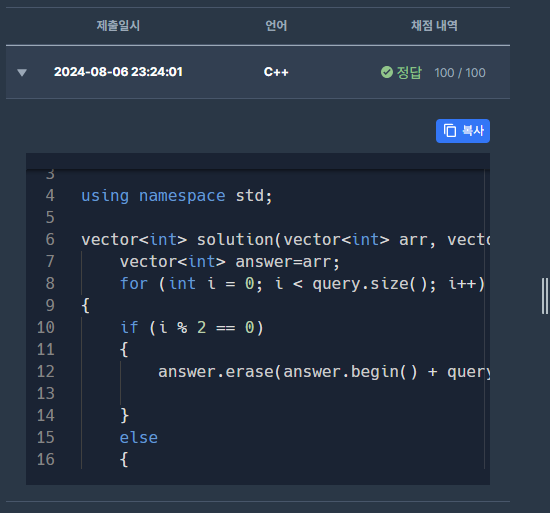 제출일시 언어 채점 내역
2024-08-06 23:24:01 C++ 정답 100 / 100
복사
3
4 using namespace std;
5
6 vector<int> solution(vector<int> arr, vecto
7 vector<int> answer=arr;
8 for (int i = 0; i < query.size(); i++)
9 {
10 if (i % 2 == 0)
11 {
12 answer.erase(answer.begin() + query
13
14 }
15 else
16 {